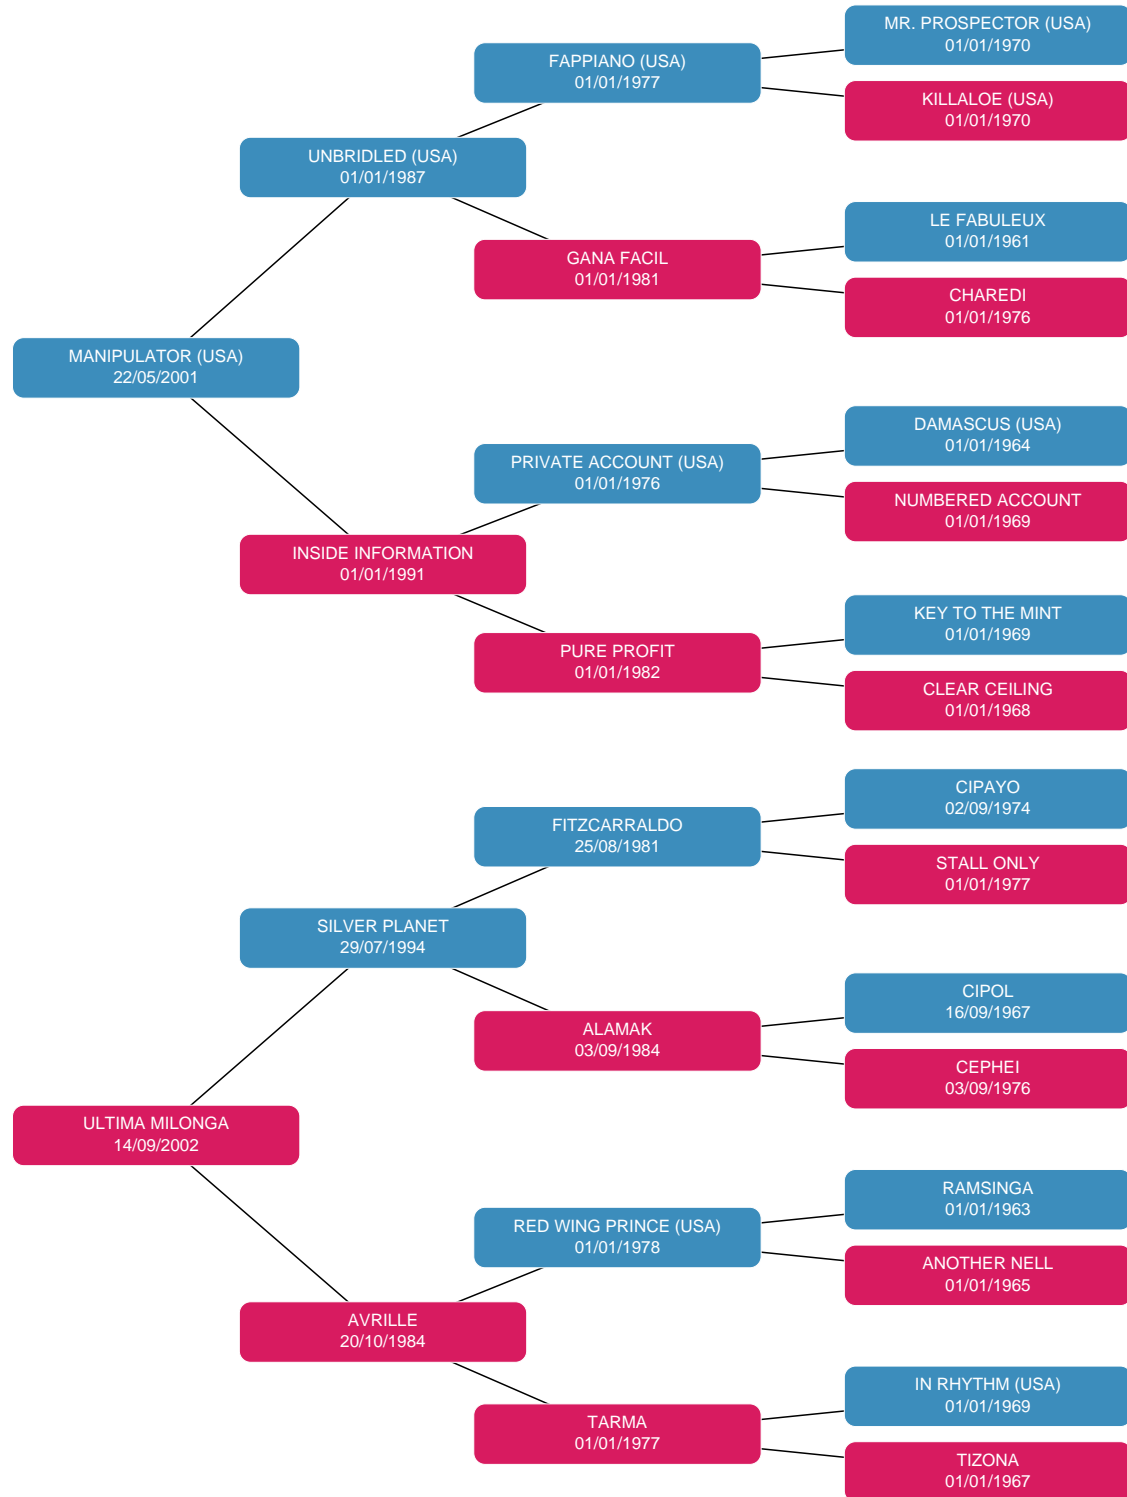 MR. PROSPECTOR (USA)
01/01/1970
FAPPIANO (USA)
01/01/1977
KILLALOE (USA)
01/01/1970
UNBRIDLED (USA)
01/01/1987
LE FABULEUX
01/01/1961
GANA FACIL
01/01/1981
CHAREDI
01/01/1976
MANIPULATOR (USA)
22/05/2001
DAMASCUS (USA)
01/01/1964
PRIVATE ACCOUNT (USA)
01/01/1976
NUMBERED ACCOUNT
01/01/1969
INSIDE INFORMATION
01/01/1991
KEY TO THE MINT
01/01/1969
PURE PROFIT
01/01/1982
CLEAR CEILING
01/01/1968
CIPAYO
02/09/1974
FITZCARRALDO
25/08/1981
STALL ONLY
01/01/1977
SILVER PLANET
29/07/1994
CIPOL
16/09/1967
ALAMAK
03/09/1984
CEPHEI
03/09/1976
ULTIMA MILONGA
14/09/2002
RAMSINGA
01/01/1963
RED WING PRINCE (USA)
01/01/1978
ANOTHER NELL
01/01/1965
AVRILLE
20/10/1984
IN RHYTHM (USA)
01/01/1969
TARMA
01/01/1977
TIZONA
01/01/1967